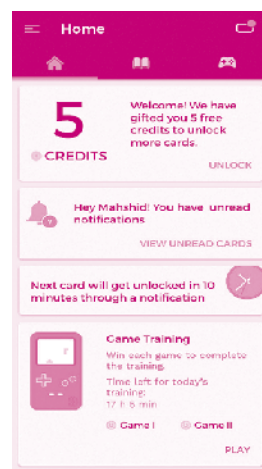 Home
5
CREDITS
Welcome! We have
gifted you 5 free
credits to unlock
more cards.
UNLOCK
Hey Mahshid! You have unread
notifications
VIEW UNREAD CARDS
Next card will get unlocked in 10
minutes through a notification
Game Training
Win each game to complete
the training.
Time left for today's
training:
17 h 6 min
Game I Game II
PLAY